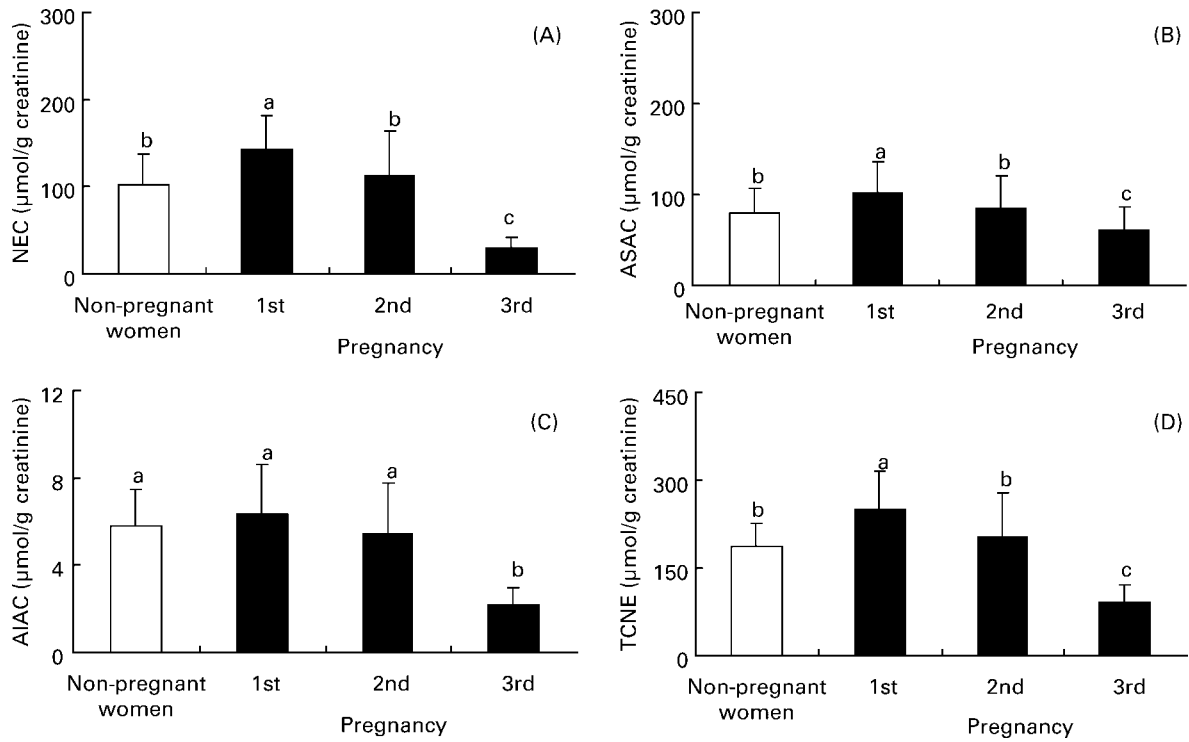 (A)
NEC (μmol/g creatinine)
300
200
100
0
b
a
b
c
Non-pregnant
women
1st
2nd
3rd
Pregnancy
(B)
ASAC (μmol/g creatinine)
300
200
100
0
b
a
b
c
Non-pregnant
women
1st
2nd
3rd
Pregnancy
(C)
AIAC (μmol/g creatinine)
12
8
4
0
a
a
a
b
Non-pregnant
women
1st
2nd
3rd
Pregnancy
(D)
TCNE (μmol/g creatinine)
450
300
150
0
b
a
b
c
Non-pregnant
women
1st
2nd
3rd
Pregnancy